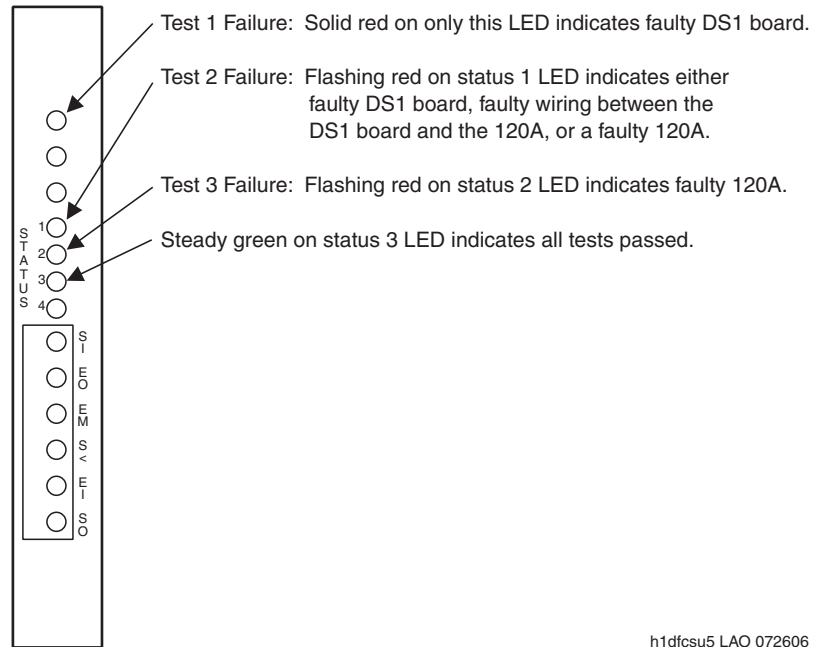 Test 1 Failure: Solid red on only this LED indicates faulty DS1 board.
Test 2 Failure: Flashing red on status 1 LED indicates either
faulty DS1 board, faulty wiring between the
DS1 board and the 120A, or a faulty 120A.
Test 3 Failure: Flashing red on status 2 LED indicates faulty 120A.
Steady green on status 3 LED indicates all tests passed.
STATUS
1
2
3
4
SI
EO
EM
S<
EI
SO
h1dfcsu5 LAO 072606